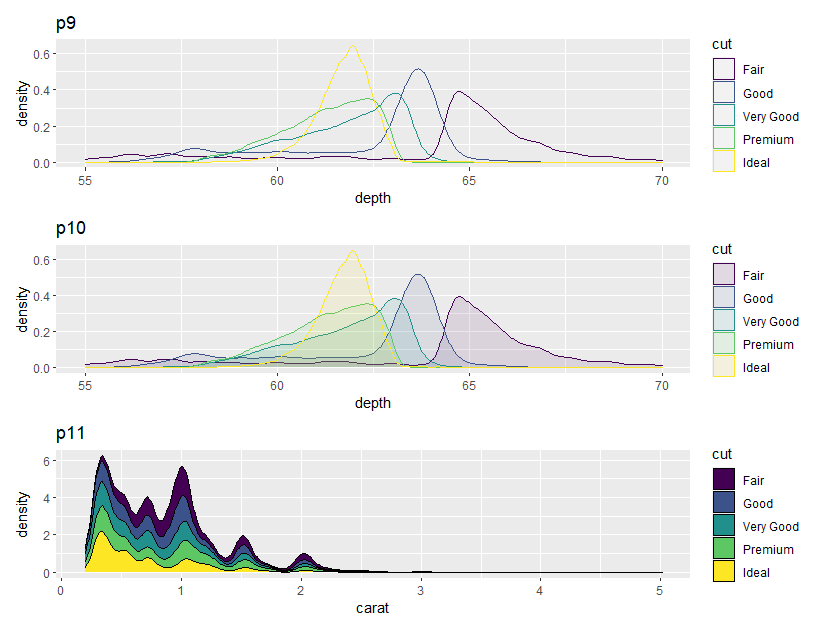 p9
density
0.6
0.4
0.2
0.0
55 60 65 70
depth
cut
Fair
Good
Very Good
Premium
Ideal
p10
density
0.6
0.4
0.2
0.0
55 60 65 70
depth
cut
Fair
Good
Very Good
Premium
Ideal
p11
density
6
4
2
0
0 1 2 3 4 5
carat
cut
Fair
Good
Very Good
Premium
Ideal